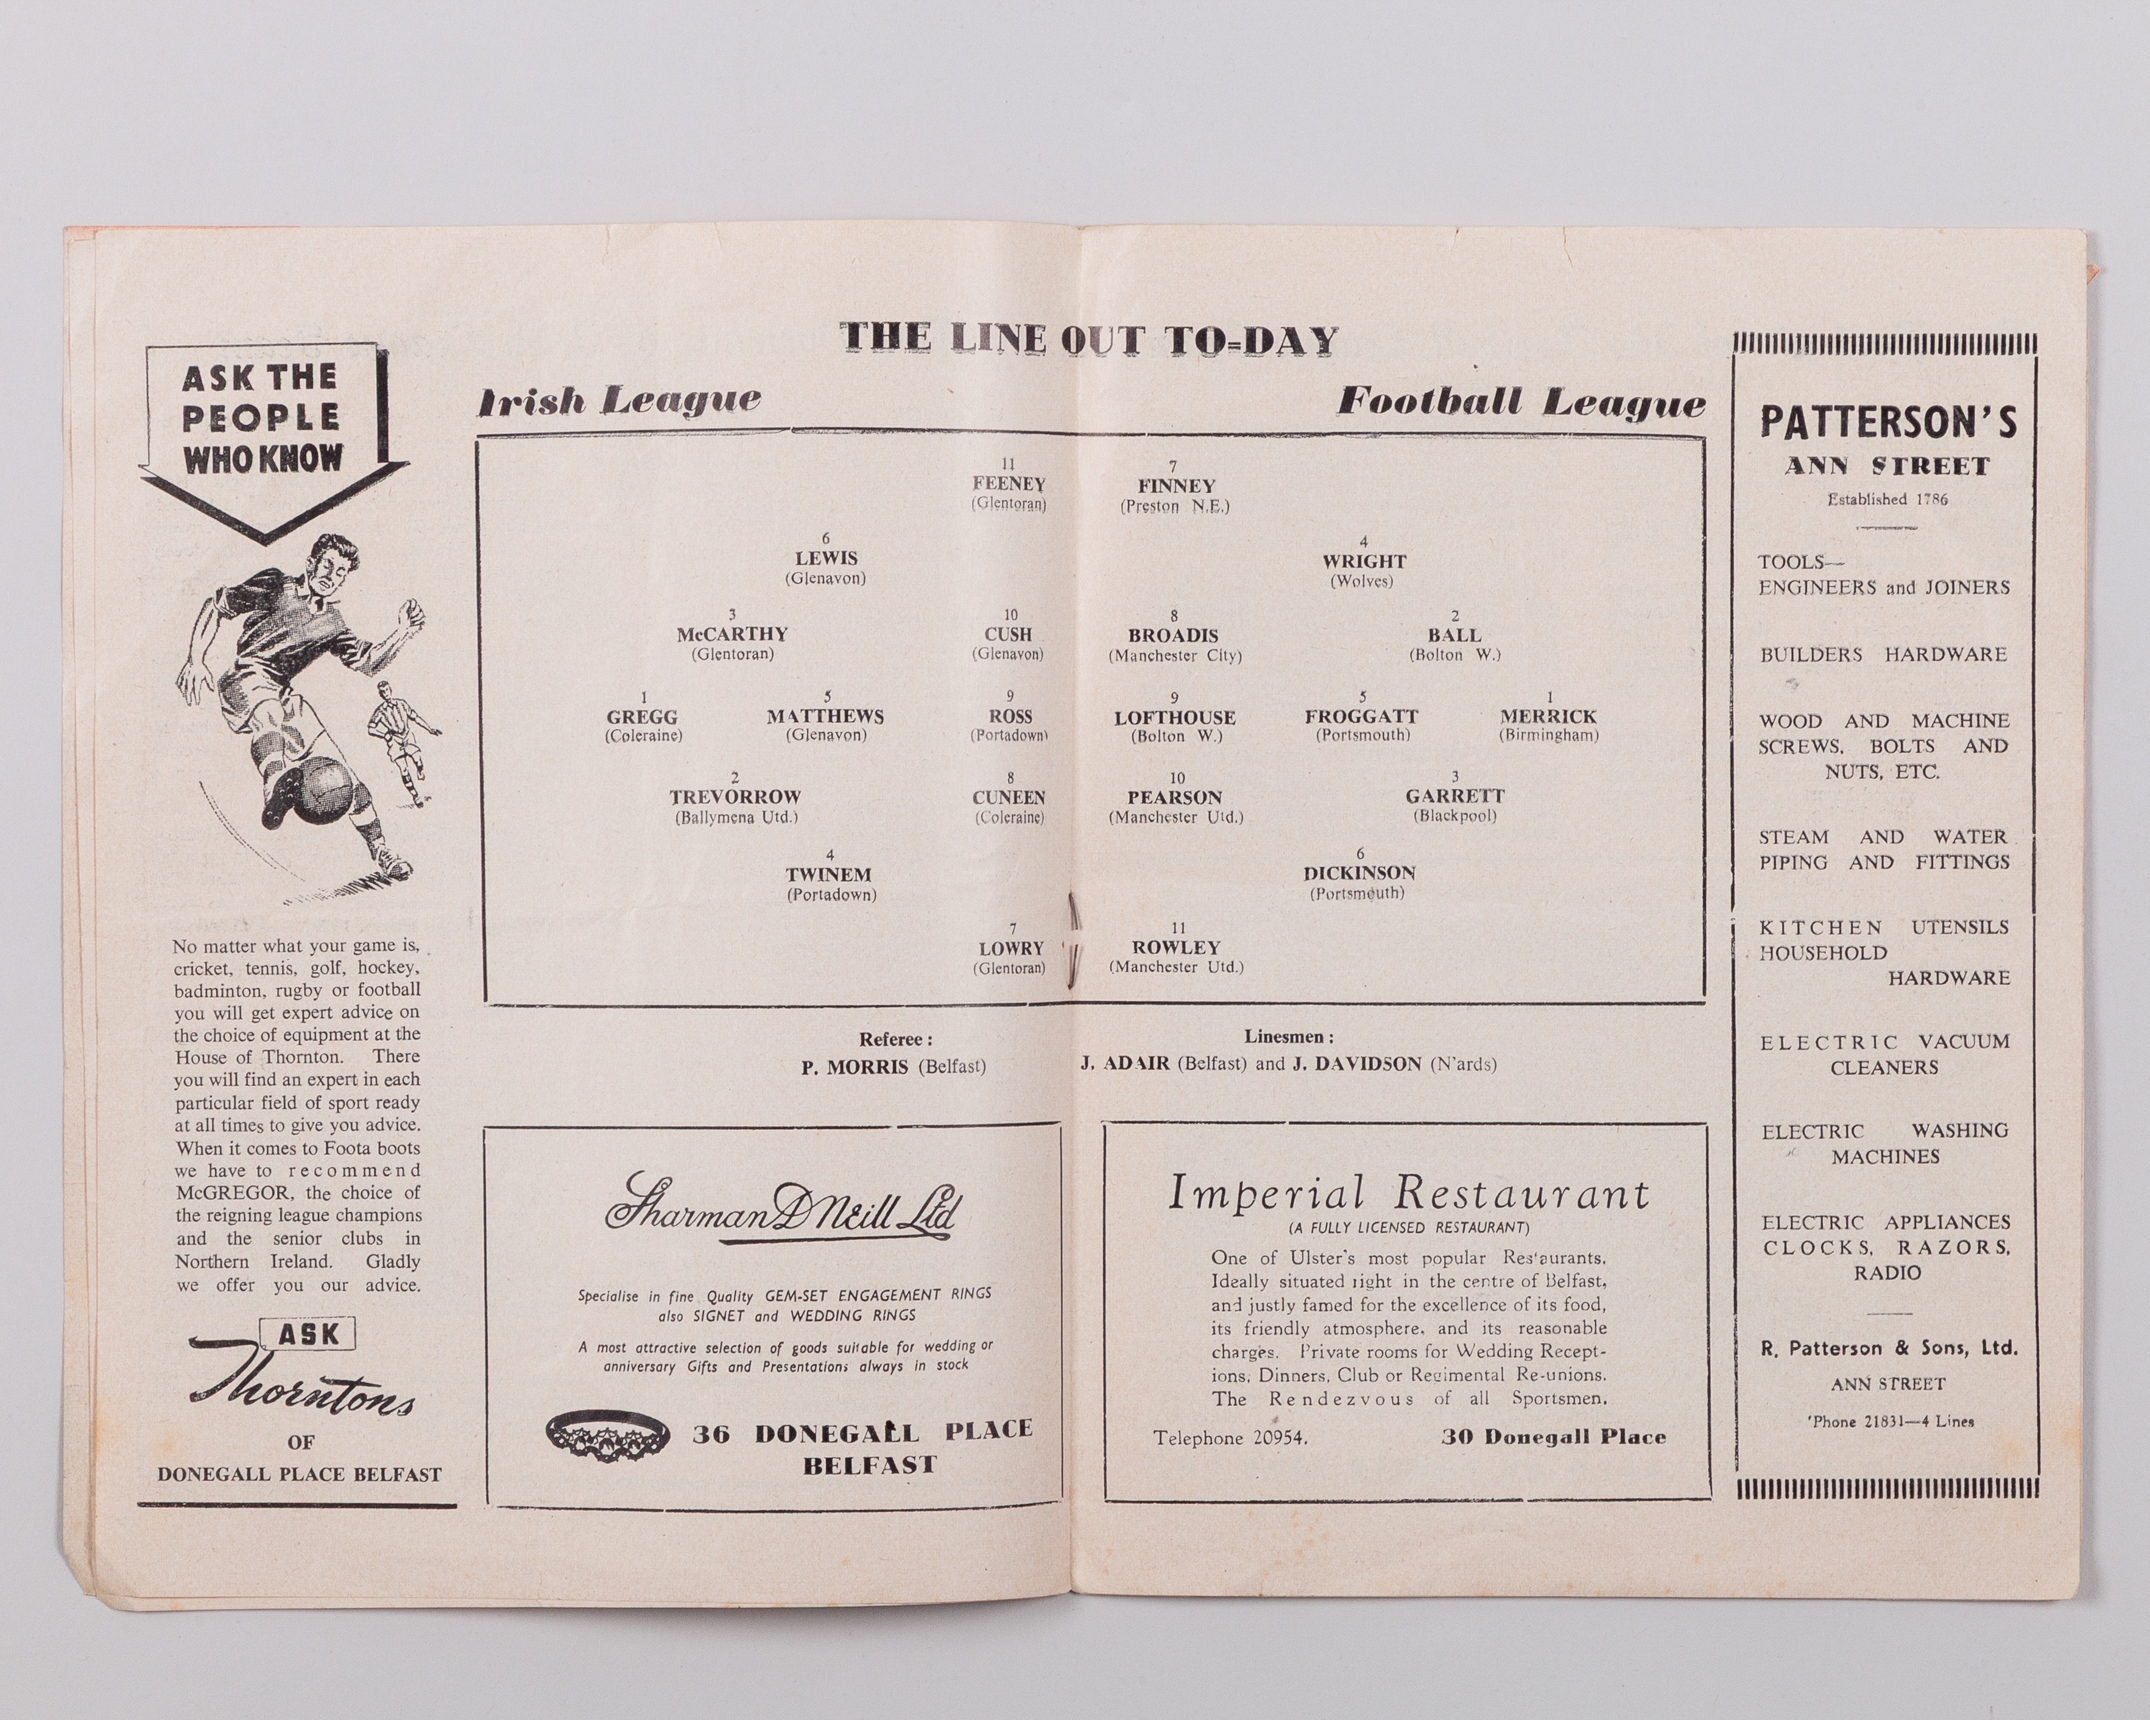 THE LINE OUT TO=DAY
Irish League
Football League
ASK THE
PEOPLE
WHO KNOW
No matter what your game is,
cricket, tennis, golf, hockey,
badminton, rugby or football
you will get expert advice on
the choice of equipment at the
House of Thornton. There
you will find an expert in each
particular field of sport ready
at all times to give you advice.
When it comes to Foota boots
we have to recommend
McGREGOR, the choice of
the reigning league champions
and the senior clubs in
Northern Ireland. Gladly
we offer you our advice.
ASK
Thorntons
OF
DONEGALL PLACE BELFAST
11 7
FEENEY FINNEY
(Glentoran) (Preston N.E.)
6 4
LEWIS WRIGHT
(Glenavon) (Wolves)
3 10 8 2
McCARTHY CUSH BROADIS BALL
(Glentoran) (Glenavon) (Manchester City) (Bolton W.)
1 5 9 9 5 1
GREGG MATTHEWS ROSS LOFTHOUSE FROGGATT MERRICK
(Coleraine) (Glenavon) (Portadown) (Bolton W.) (Portsmouth) (Birmingham)
2 8 10 3
TREVORROW CUNEEN PEARSON GARRETT
(Ballymena Utd.) (Coleraine) (Manchester Utd.) (Blackpool)
4 6
TWINEM DICKINSON
(Portadown) (Portsmouth)
7 11
LOWRY ROWLEY
(Glentoran) (Manchester Utd.)
Referee :
P. MORRIS (Belfast)
Linesmen :
J. ADAIR (Belfast) and J. DAVIDSON (N'ards)
Sharman D Neill Ltd
Specialise in fine Quality GEM-SET ENGAGEMENT RINGS
also SIGNET and WEDDING RINGS
A most attractive selection of goods suitable for wedding or
anniversary Gifts and Presentations always in stock
36 DONEGALL PLACE
BELFAST
Imperial Restaurant
(A FULLY LICENSED RESTAURANT)
One of Ulster's most popular Restaurants.
Ideally situated right in the centre of Belfast,
and justly famed for the excellence of its food,
its friendly atmosphere, and its reasonable
charges. Private rooms for Wedding Recept-
ions, Dinners, Club or Regimental Re-unions.
The Rendezvous of all Sportsmen.
Telephone 20954. 30 Donegall Place
PATTERSON'S
ANN STREET
Established 1786
TOOLS—
ENGINEERS and JOINERS
BUILDERS HARDWARE
WOOD AND MACHINE
SCREWS, BOLTS AND
NUTS, ETC.
STEAM AND WATER
PIPING AND FITTINGS
KITCHEN UTENSILS
HOUSEHOLD
HARDWARE
ELECTRIC VACUUM
CLEANERS
ELECTRIC WASHING
MACHINES
ELECTRIC APPLIANCES
CLOCKS, RAZORS,
RADIO
R. Patterson & Sons, Ltd.
ANN STREET
'Phone 21831—4 Lines